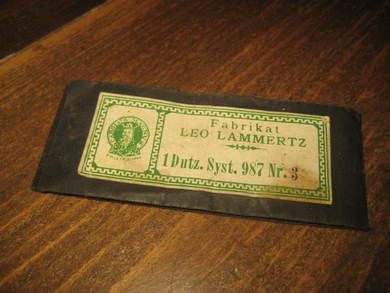 Fabrikat
LEO LAMMERTZ
1 Dutz. Syst. 987 Nr. 3